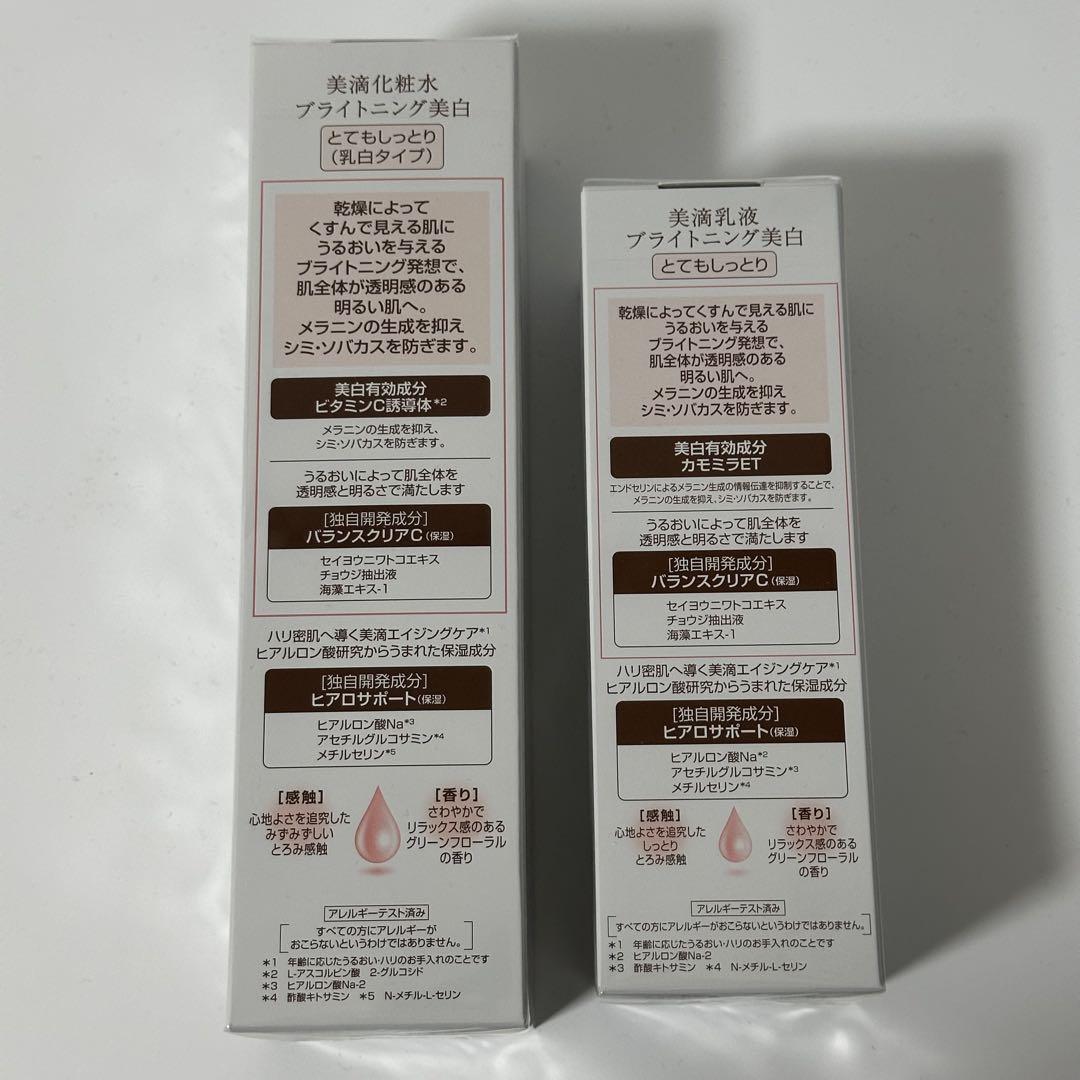 美滴化粧水
ブライトニング美白
とてもしっとり
(乳白タイプ)
乾燥によって
くすんで見える肌に
うるおいを与える
ブライトニング発想で、
肌全体が透明感のある
明るい肌へ。
メラニンの生成を抑え
シミ・ソバカスを防ぎます。
美白有効成分
ビタミンC誘導体*2
メラニンの生成を抑え、
シミ・ソバカスを防ぎます。
うるおいによって肌全体を
透明感と明るさで満たします
[独自開発成分]
バランスクリアC(保湿)
セイヨウニワトコエキス
チョウジ抽出液
海藻エキス-1
ハリ密肌へ導く美滴エイジングケア*1
ヒアルロン酸研究からうまれた保湿成分
[独自開発成分]
ヒアロサポート(保湿)
ヒアルロン酸Na*3
アセチルグルコサミン*4
メチルセリン*5
[感触]
心地よさを追究した
みずみずしい
とろみ感触
[香り]
さわやかで
リラックス感のある
グリーンフローラル
の香り
アレルギーテスト済み
すべての方にアレルギーが
おこらないというわけではありません。
*1 年齢に応じたうるおい・ハリのお手入れのことです
*2 L-アスコルビン酸 2-グルコシド
*3 ヒアルロン酸Na-2
*4 酢酸キトサミン *5 N-メチル-L-セリン
美滴乳液
ブライトニング美白
とてもしっとり
乾燥によってくすんで見える肌に
うるおいを与える
ブライトニング発想で、
肌全体が透明感のある
明るい肌へ。
メラニンの生成を抑え
シミ・ソバカスを防ぎます。
美白有効成分
カモミラET
エンドセリンによるメラニン生成の情報伝達を抑制することで、
メラニンの生成を抑え、シミ・ソバカスを防ぎます。
うるおいによって肌全体を
透明感と明るさで満たします
[独自開発成分]
バランスクリアC(保湿)
セイヨウニワトコエキス
チョウジ抽出液
海藻エキス-1
ハリ密肌へ導く美滴エイジングケア*1
ヒアルロン酸研究からうまれた保湿成分
[独自開発成分]
ヒアロサポート(保湿)
ヒアルロン酸Na*2
アセチルグルコサミン*3
メチルセリン*4
[感触]
心地よさを追究した
しっとり
とろみ感触
[香り]
さわやかで
リラックス感のある
グリーンフローラル
の香り
アレルギーテスト済み
[すべての方にアレルギーがおこらないというわけではありません。]
*1 年齢に応じたうるおい・ハリのお手入れのことです
*2 ヒアルロン酸Na-2
*3 酢酸キトサミン *4 N-メチル-L-セリン